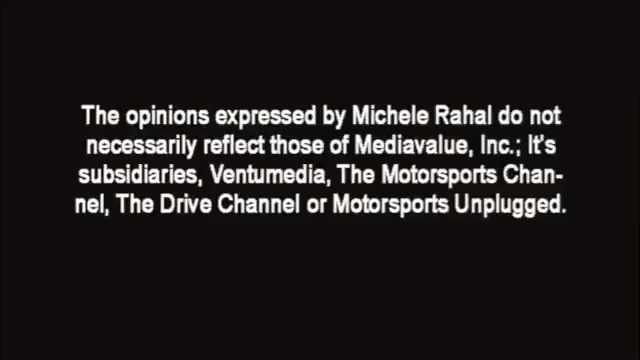 The opinions expressed by Michele Rahal do not
necessarily reflect those of Mediavalue, Inc.; It's
subsidiaries, Ventumedia, The Motorsports Chan-
nel, The Drive Channel or Motorsports Unplugged.